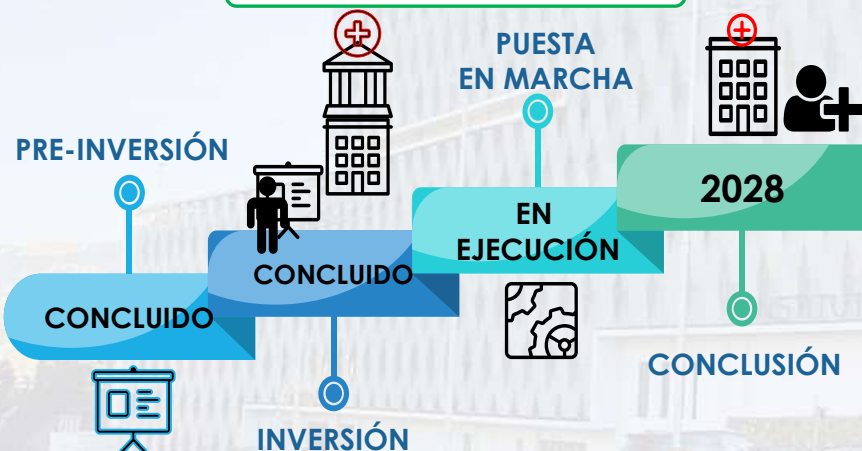 PRE-INVERSIÓN
CONCLUIDO
CONCLUIDO
INVERSIÓN
PUESTA
EN MARCHA
EN
EJECUCIÓN
2028
CONCLUSIÓN